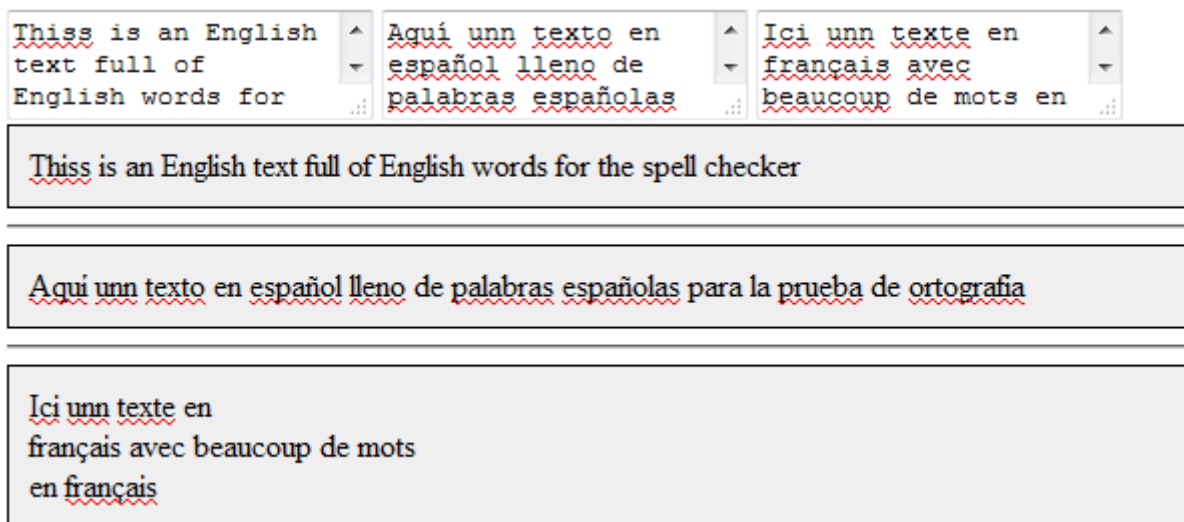 Thiss is an English
text full of
English words for
Aquí unn texto en
español lleno de
palabras españolas
Ici unn texte en
français avec
beaucoup de mots en
Thiss is an English text full of English words for the spell checker
Aquí unn texto en español lleno de palabras españolas para la prueba de ortografía
Ici unn texte en
français avec beaucoup de mots
en français